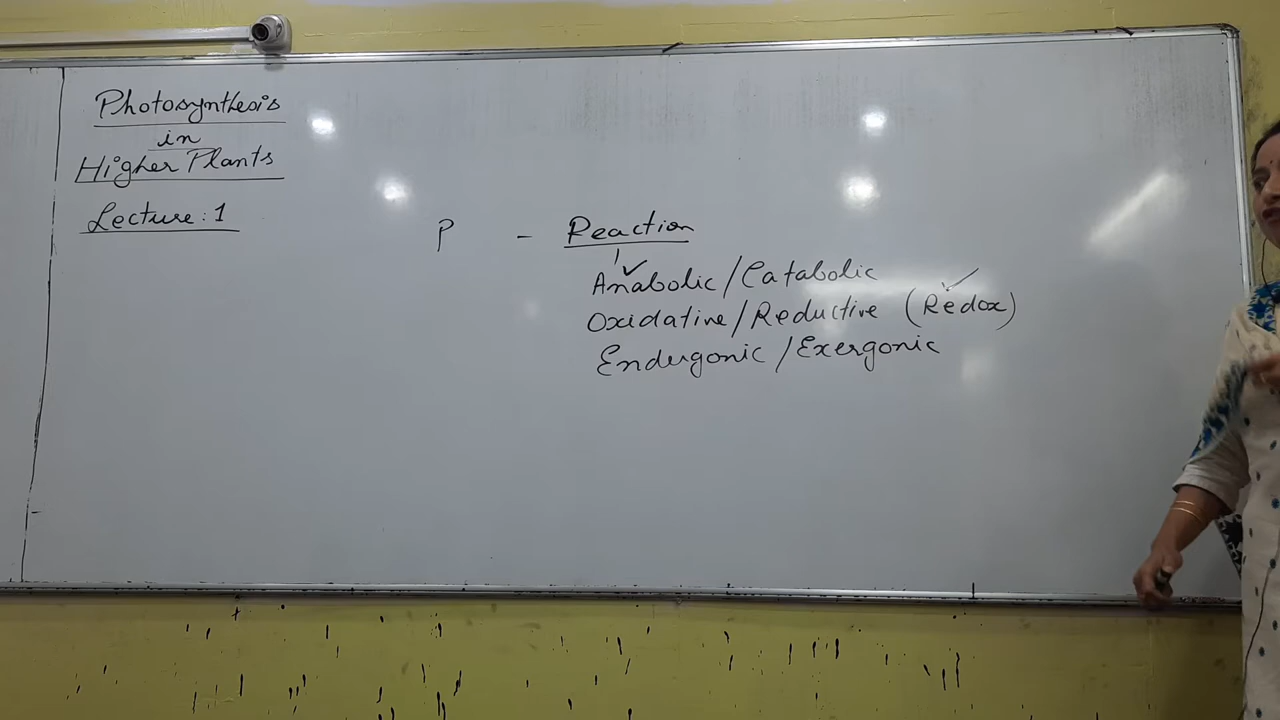 Photosynthesis
in
Higher Plants
Lecture: 1
P - Reaction
Anabolic / Catabolic
Oxidative / Reductive (Redox)
Endergonic / Exergonic